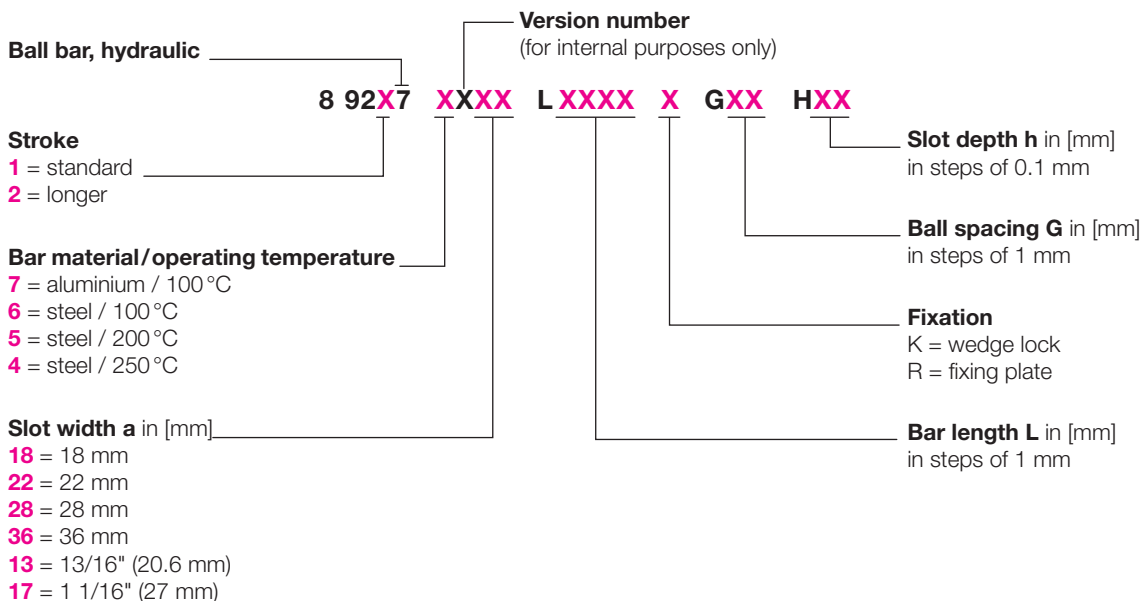 Version number
(for internal purposes only)
Ball bar, hydraulic
8 92X7 XXXX L XXXX X GXX HXX
Stroke
1 = standard
2 = longer
Bar material/operating temperature
7 = aluminium / 100 °C
6 = steel / 100 °C
5 = steel / 200 °C
4 = steel / 250 °C
Slot width a in [mm]
18 = 18 mm
22 = 22 mm
28 = 28 mm
36 = 36 mm
13 = 13/16" (20.6 mm)
17 = 1 1/16" (27 mm)
Slot depth h in [mm]
in steps of 0.1 mm
Ball spacing G in [mm]
in steps of 1 mm
Fixation
K = wedge lock
R = fixing plate
Bar length L in [mm]
in steps of 1 mm